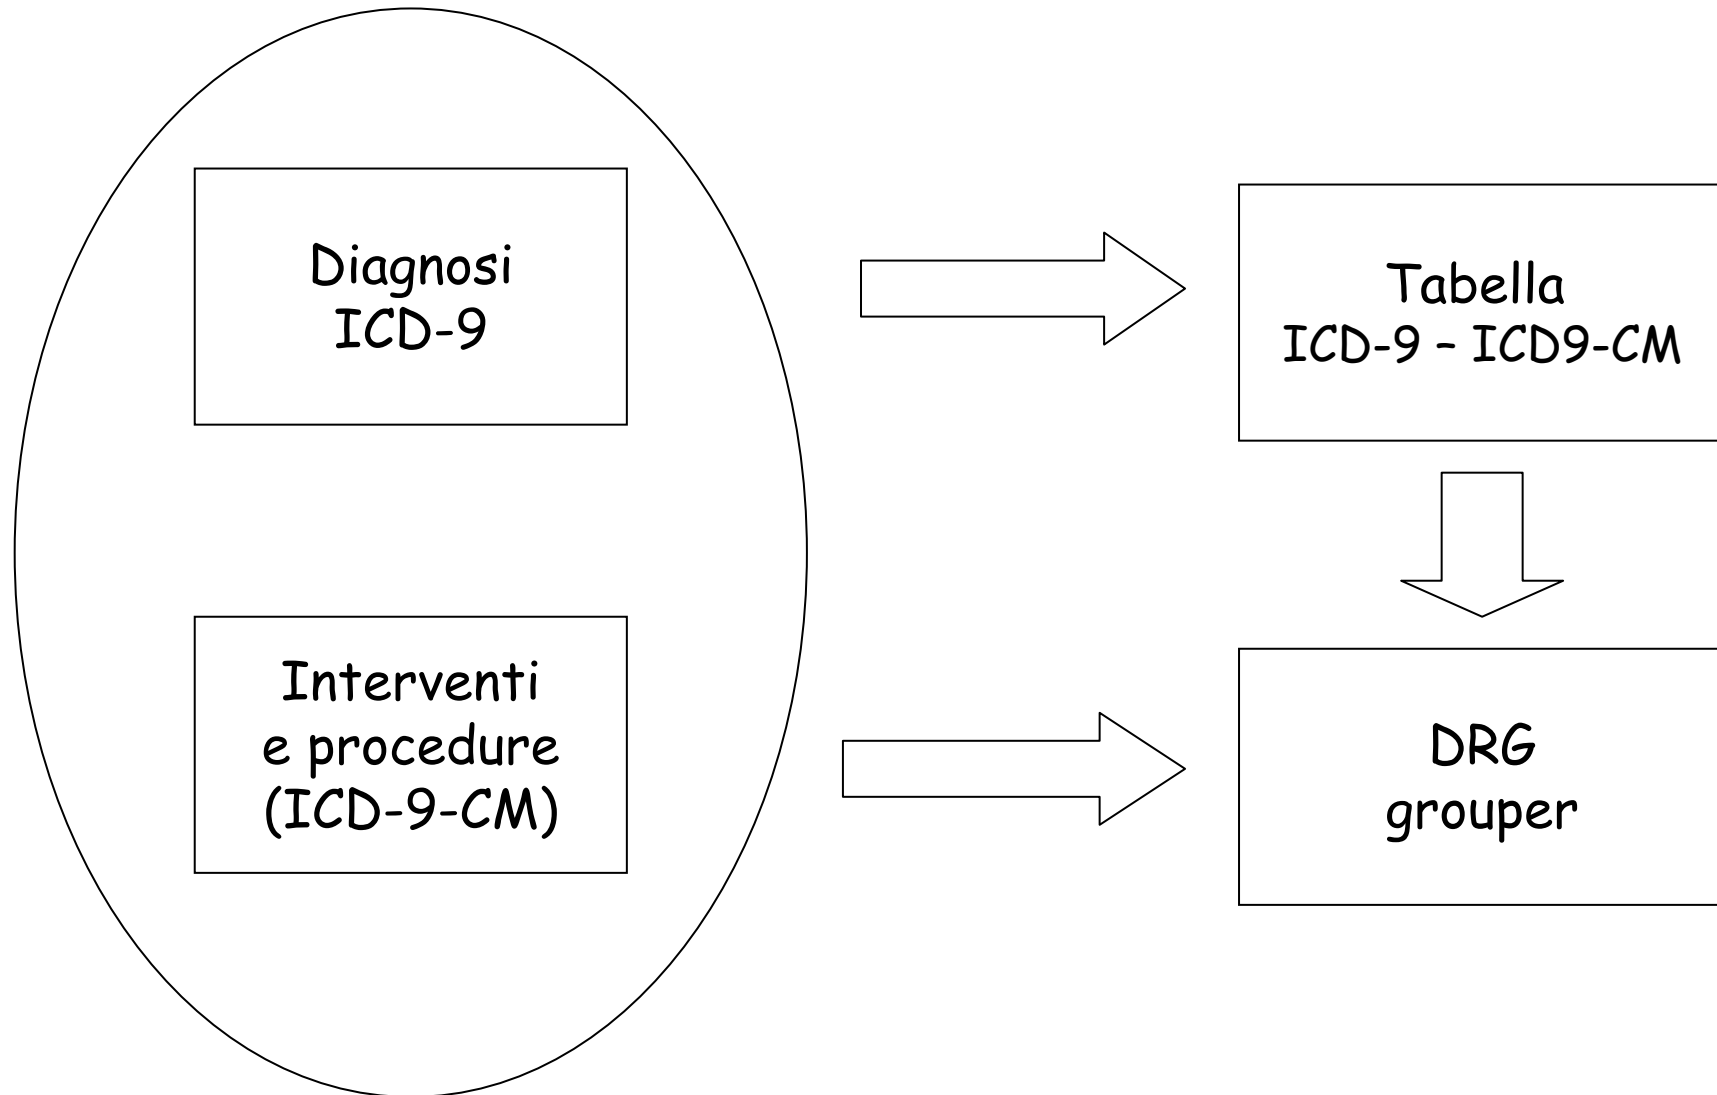 Diagnosi
ICD-9
Tabella
ICD-9 – ICD9-CM
Interventi
e procedure
(ICD-9-CM)
DRG
grouper